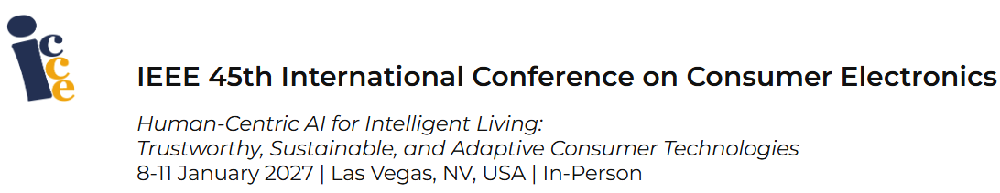 icce
IEEE 45th International Conference on Consumer Electronics
Human-Centric AI for Intelligent Living:
Trustworthy, Sustainable, and Adaptive Consumer Technologies
8-11 January 2027 | Las Vegas, NV, USA | In-Person